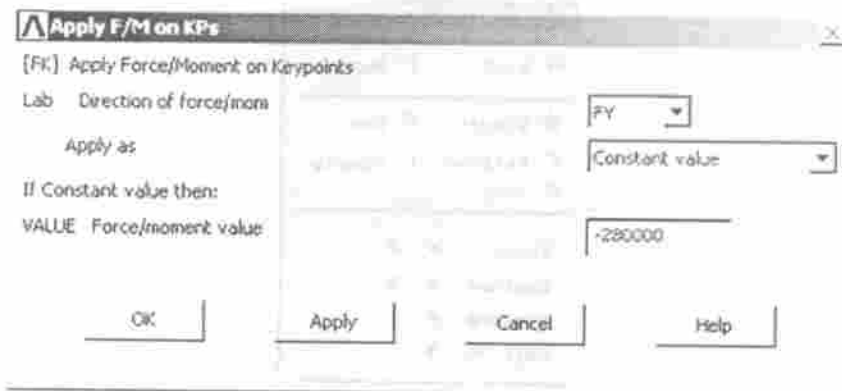 Apply F/M on KPs
[FK] Apply Force/Moment on Keypoints
Lab Direction of force/mom FY
Apply as Constant value
If Constant value then:
VALUE Force/moment value -280000
OK Apply Cancel Help